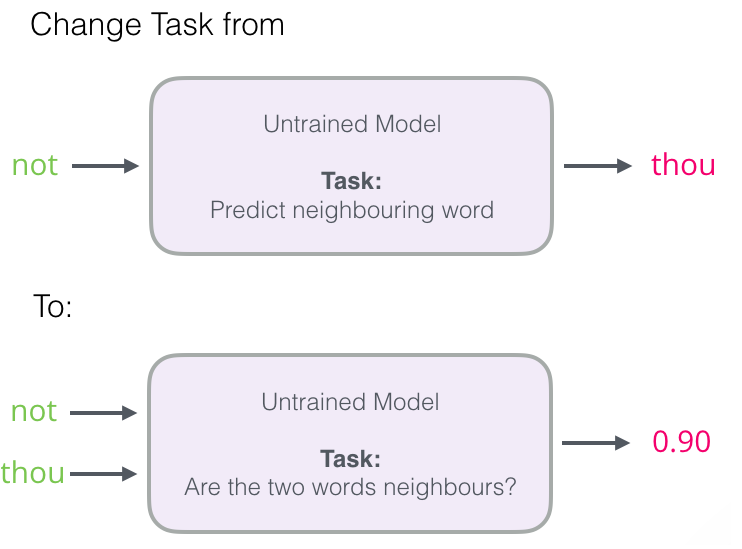 Change Task from
Untrained Model
not
thou
Task:
Predict neighbouring word
To:
Untrained Model
not
0.90
Task:
thou
Are the two words neighbours?